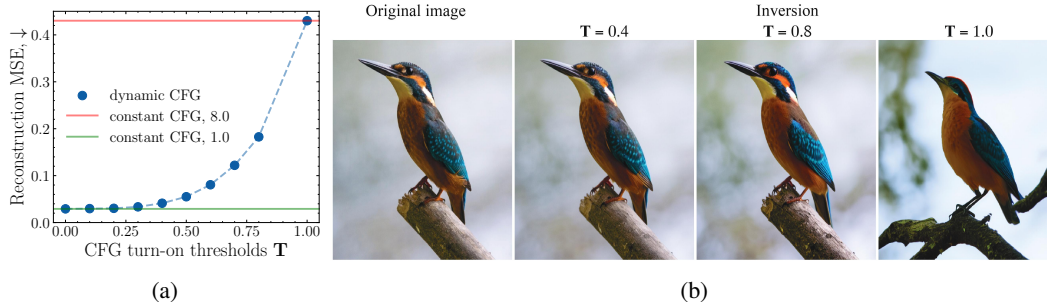 Reconstruction MSE, ↓
0.4
0.3
0.2
0.1
0.0
dynamic CFG
constant CFG, 8.0
constant CFG, 1.0
0.00 0.25 0.50 0.75 1.00
CFG turn-on thresholds T
(a)
Original image
Inversion
T = 0.4 T = 0.8 T = 1.0
(b)